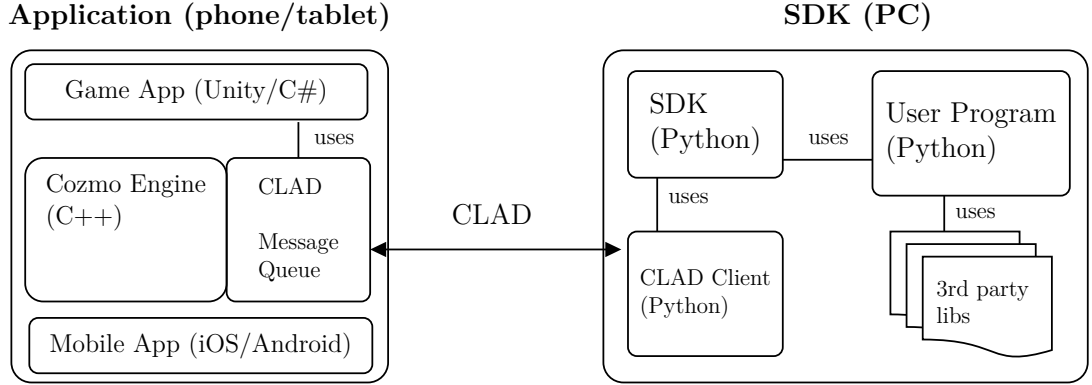 Application (phone/tablet)
Game App (Unity/C#)
uses
Cozmo Engine
(C++)
CLAD
Message
Queue
Mobile App (iOS/Android)
CLAD
SDK (PC)
SDK
(Python)
uses
User Program
(Python)
uses
uses
CLAD Client
(Python)
3rd party
libs